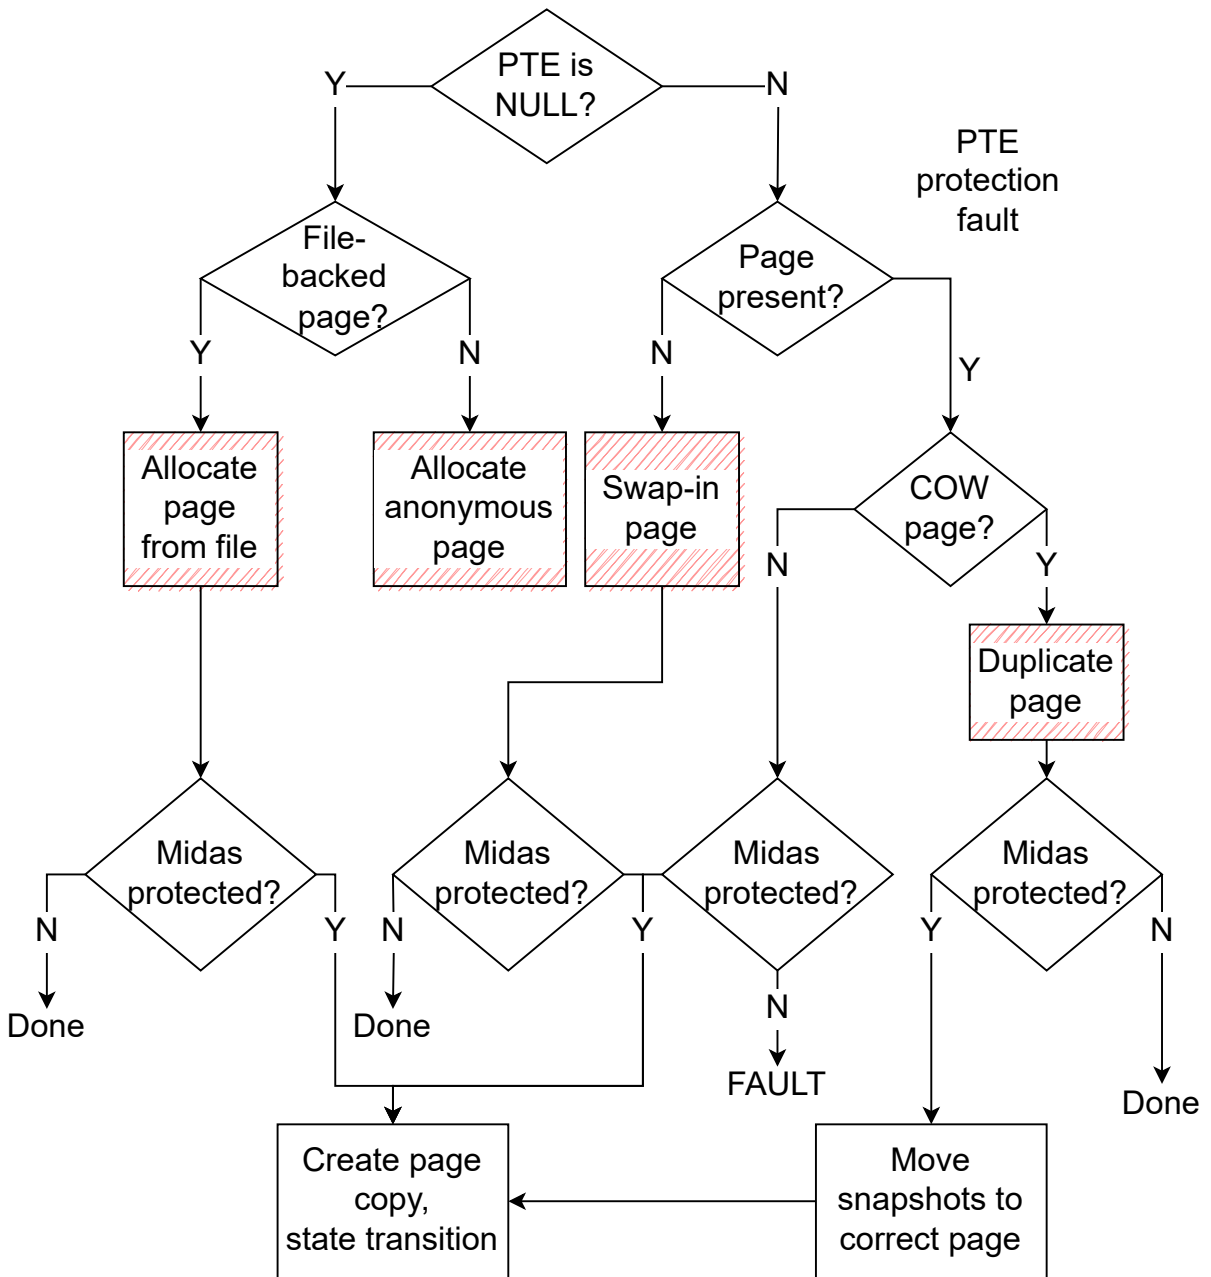 PTE is
NULL?
Y
N
PTE
protection
fault
File-
backed
page?
Page
present?
Y
N
N
Y
Allocate
page
from file
Allocate
anonymous
page
Swap-in
page
COW
page?
N
Y
Duplicate
page
Midas
protected?
Midas
protected?
Midas
protected?
Midas
protected?
N
Y
N
Y
Y
N
N
Done
Done
FAULT
Done
Create page
copy,
state transition
Move
snapshots to
correct page